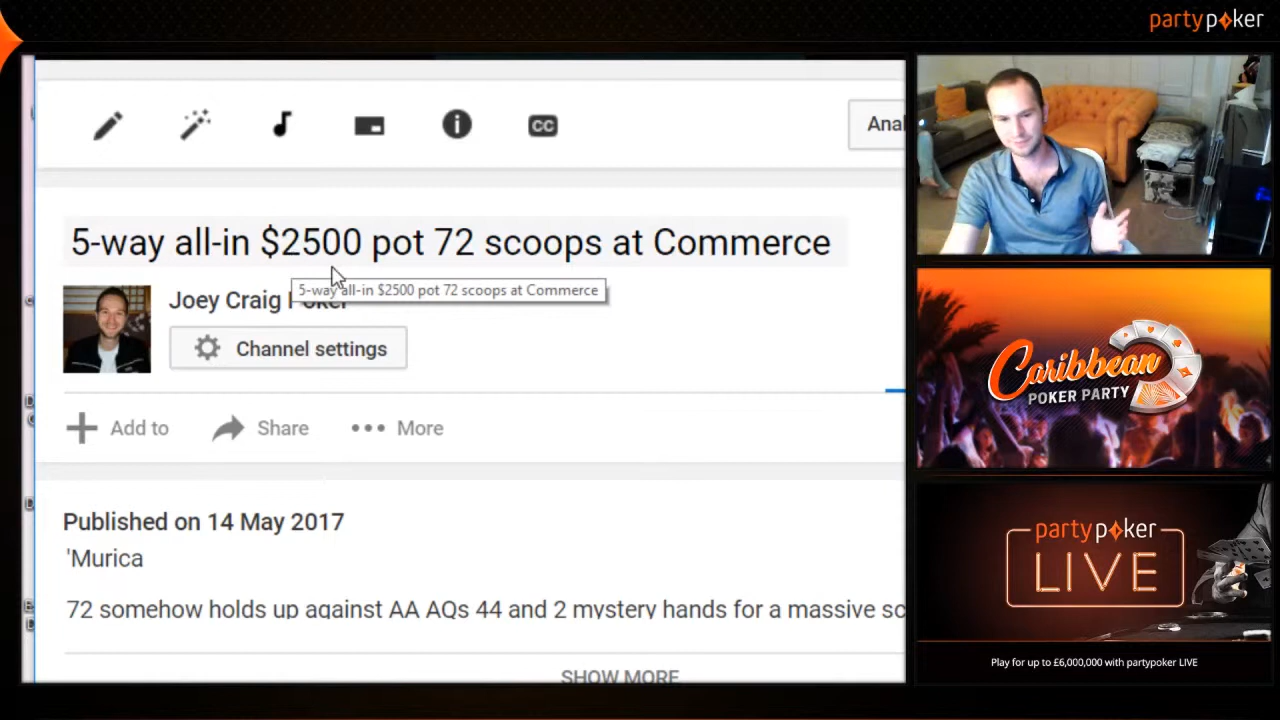 partypoker
CC
Anal
5-way all-in $2500 pot 72 scoops at Commerce
5-way all-in $2500 pot 72 scoops at Commerce
Joey Craig Poker
Channel settings
Add to
Share
More
Published on 14 May 2017
'Murica
72 somehow holds up against AA AQs 44 and 2 mystery hands for a massive sc
SHOW MORE
Caribbean
POKER PARTY
partypoker
LIVE
Play for up to £6,000,000 with partypoker LIVE